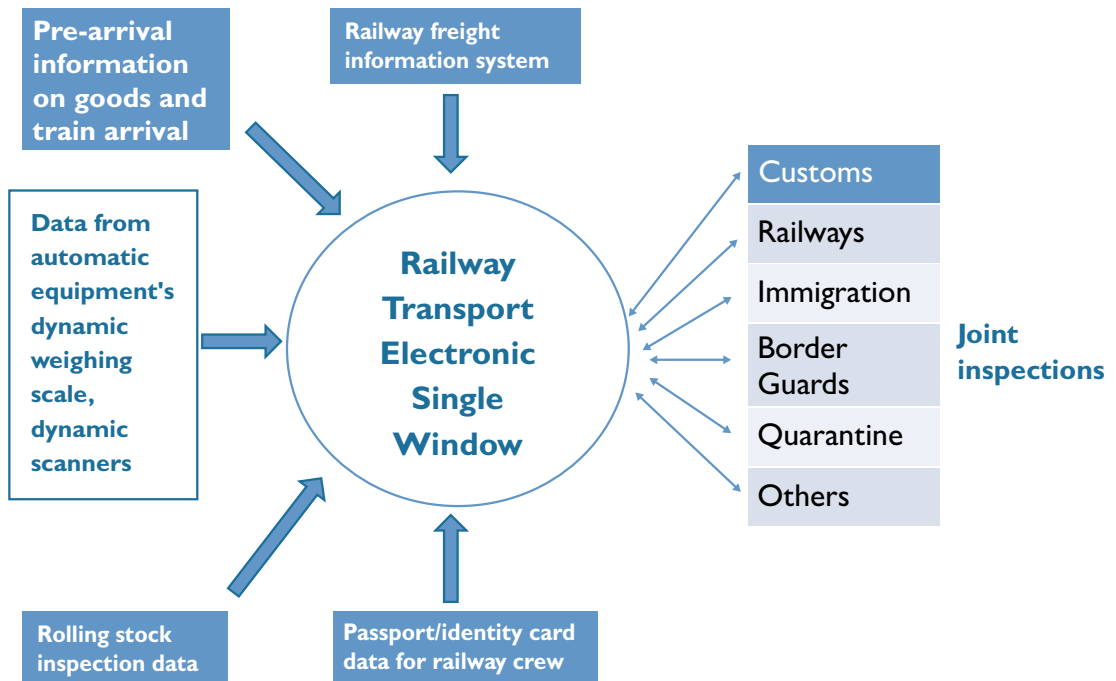 Pre-arrival
information
on goods and
train arrival
Railway freight
information system
Data from
automatic
equipment's
dynamic
weighing
scale,
dynamic
scanners
Railway
Transport
Electronic
Single
Window
Customs
Railways
Immigration
Border
Guards
Quarantine
Others
Joint
inspections
Rolling stock
inspection data
Passport/identity card
data for railway crew